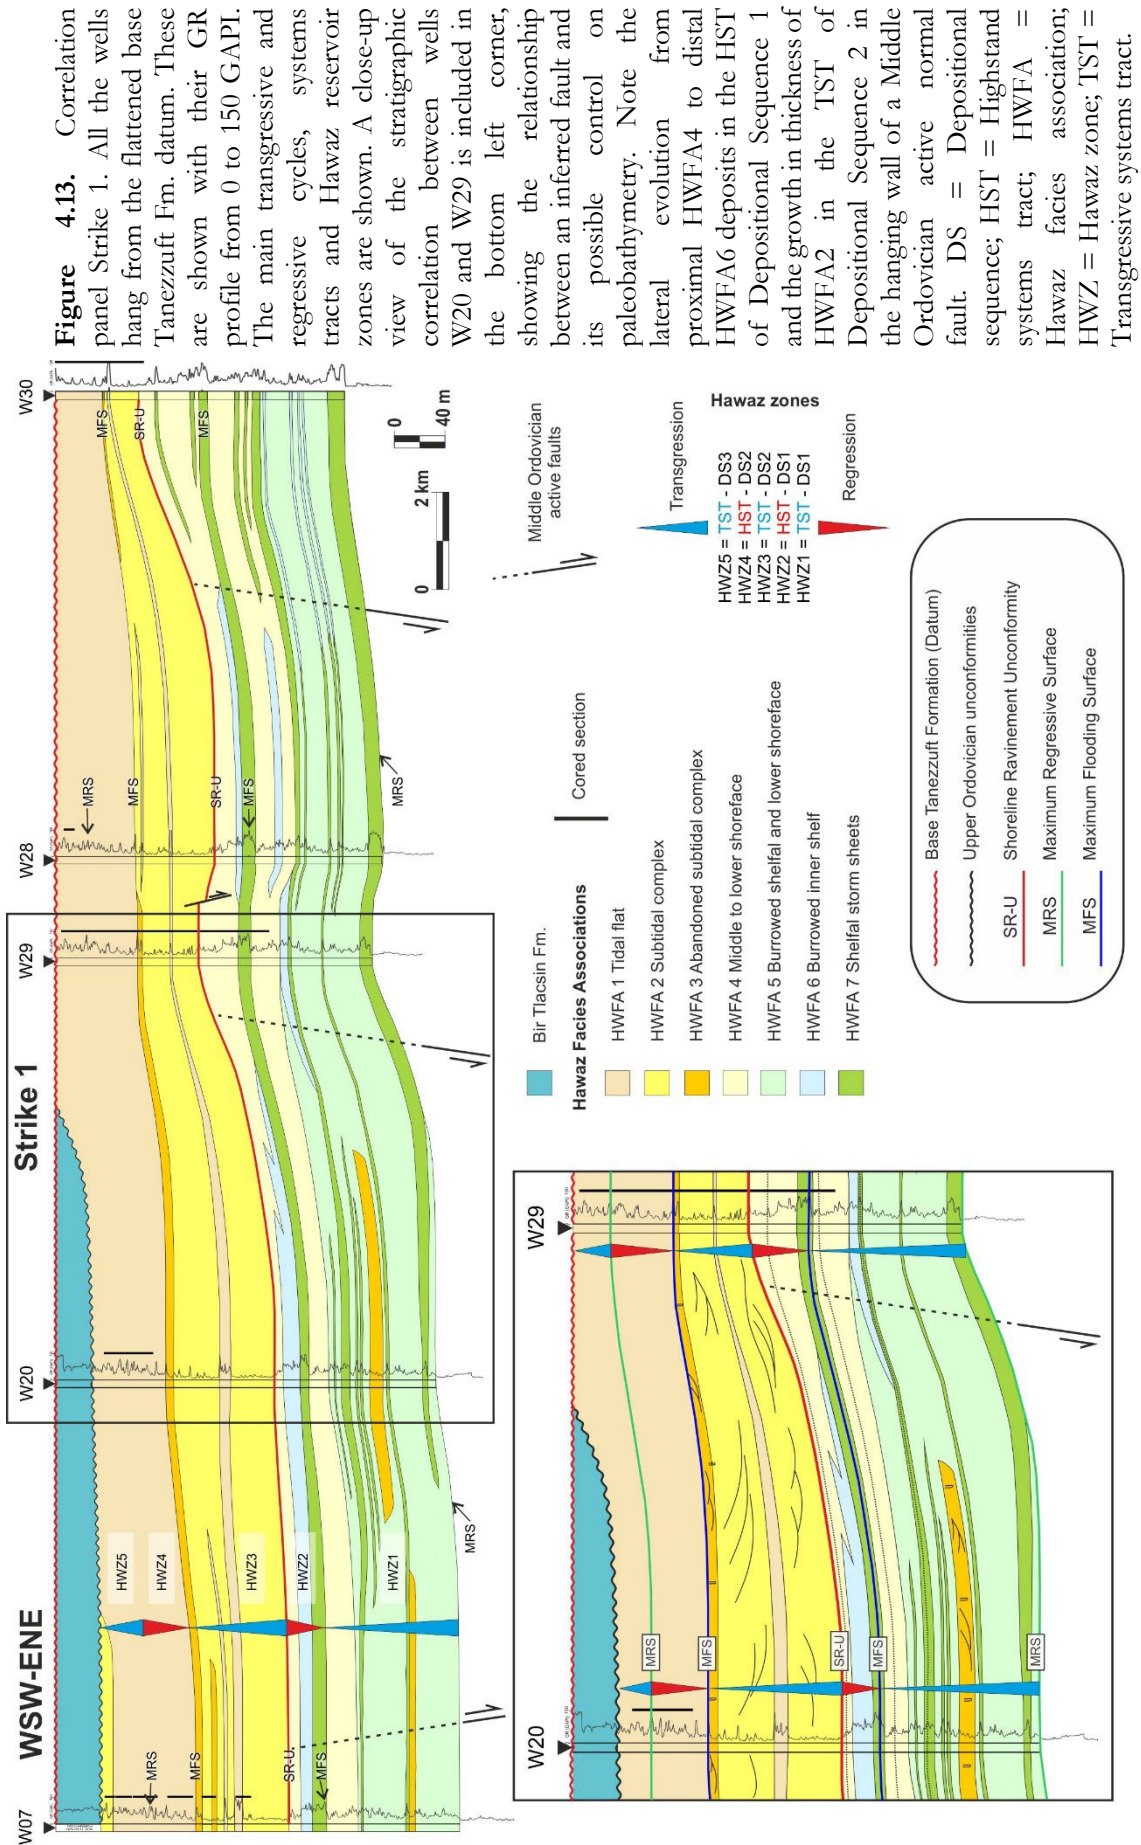 Figure 4.13. Correlation
panel Strike 1. All the wells
hang from the flattened base
Tanezzuft Fm. datum. These
are shown with their GR
profile from 0 to 150 GAPI.
The main transgressive and
regressive cycles, systems
tracts and Hawaz reservoir
zones are shown. A close-up
view of the stratigraphic
correlation between wells
W20 and W29 is included in
the bottom left corner,
showing the relationship
between an inferred fault and
its possible control on
paleobathymetry. Note the
lateral evolution from
proximal HWFA4 to distal
HWFA6 deposits in the HST
of Depositional Sequence 1
and the growth in thickness of
HWFA2 in the TST of
Depositional Sequence 2 in
the hanging wall of a Middle
Ordovician active normal
fault. DS = Depositional
sequence; HST = Highstand
systems tract; HWFA =
Hawaz facies association;
HWZ = Hawaz zone; TST =
Transgressive systems tract.
WSW-ENE
Strike 1
W07
W20
W29
W28
W30
HWZ5
HWZ4
HWZ3
HWZ2
HWZ1
MRS
MFS
SR-U
MFS
MRS
MRS
MFS
SR-U
MFS
MRS
MFS
SR-U
MFS
0
2 km
0
40 m
Bir Tlacsin Fm.
Hawaz Facies Associations
HWFA 1 Tidal flat
HWFA 2 Subtidal complex
HWFA 3 Abandoned subtidal complex
HWFA 4 Middle to lower shoreface
HWFA 5 Burrowed shelfal and lower shoreface
HWFA 6 Burrowed inner shelf
HWFA 7 Shelfal storm sheets
Cored section
Middle Ordovician
active faults
Transgression
Hawaz zones
HWZ5 = TST - DS3
HWZ4 = HST - DS2
HWZ3 = TST - DS2
HWZ2 = HST - DS1
HWZ1 = TST - DS1
Regression
Base Tanezzuft Formation (Datum)
Upper Ordovician unconformities
SR-U Shoreline Ravinement Unconformity
MRS Maximum Regressive Surface
MFS Maximum Flooding Surface
W20
W29
MRS
MFS
SR-U
MFS
MRS